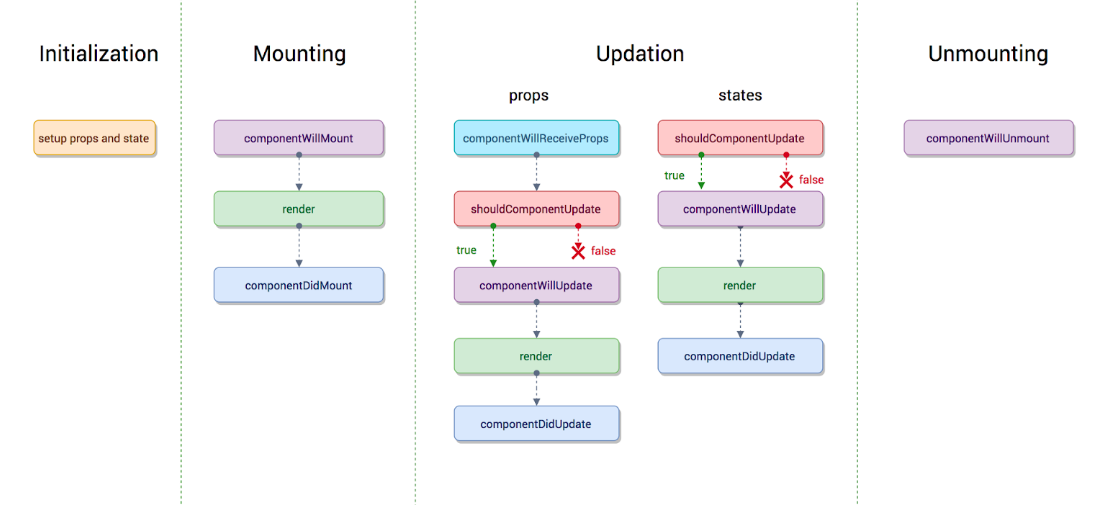 Initialization
Mounting
Updation
Unmounting
props
states
setup props and state
componentWillMount
render
componentDidMount
componentWillReceiveProps
shouldComponentUpdate
true
false
componentWillUpdate
render
componentDidUpdate
shouldComponentUpdate
true
false
componentWillUpdate
render
componentDidUpdate
componentWillUnmount